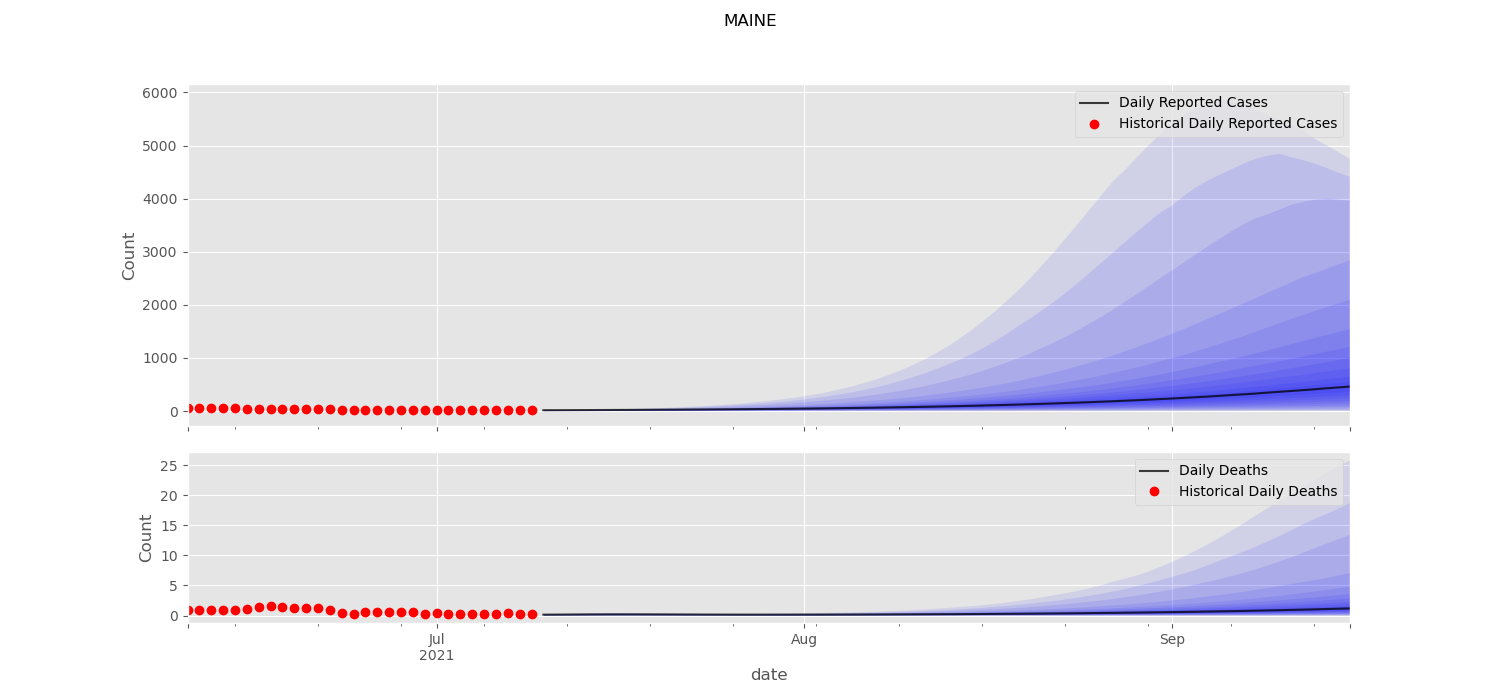 MAINE
6000
5000
4000
3000
2000
1000
0
Count
Daily Reported Cases
Historical Daily Reported Cases
25
20
15
10
5
0
Count
Daily Deaths
Historical Daily Deaths
Jul
2021
Aug
Sep
date